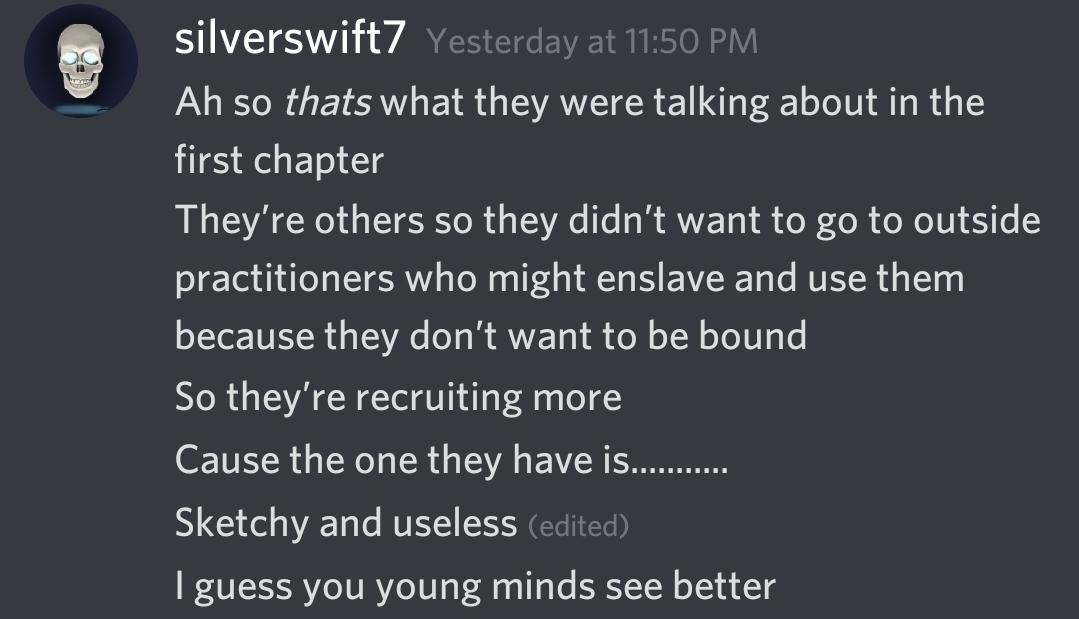 silverswift7 Yesterday at 11:50 PM
Ah so thats what they were talking about in the
first chapter
They’re others so they didn’t want to go to outside
practitioners who might enslave and use them
because they don’t want to be bound
So they’re recruiting more
Cause the one they have is...........
Sketchy and useless (edited)
I guess you young minds see better